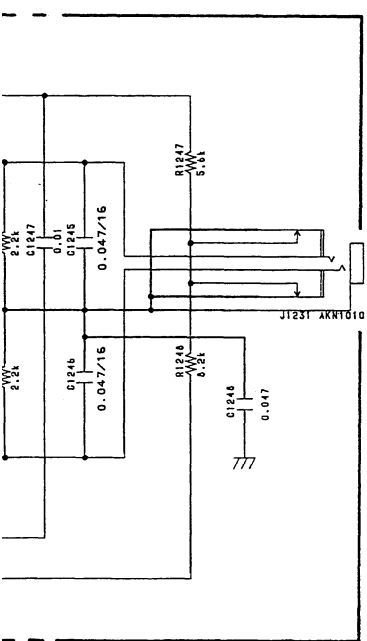 R1247
5.6k
2.2k
C1247
0.01
C1245
0.047/16
J1231 AKN1010
2.2k
C1246
0.047/16
R1248
8.2k
C1248
0.047